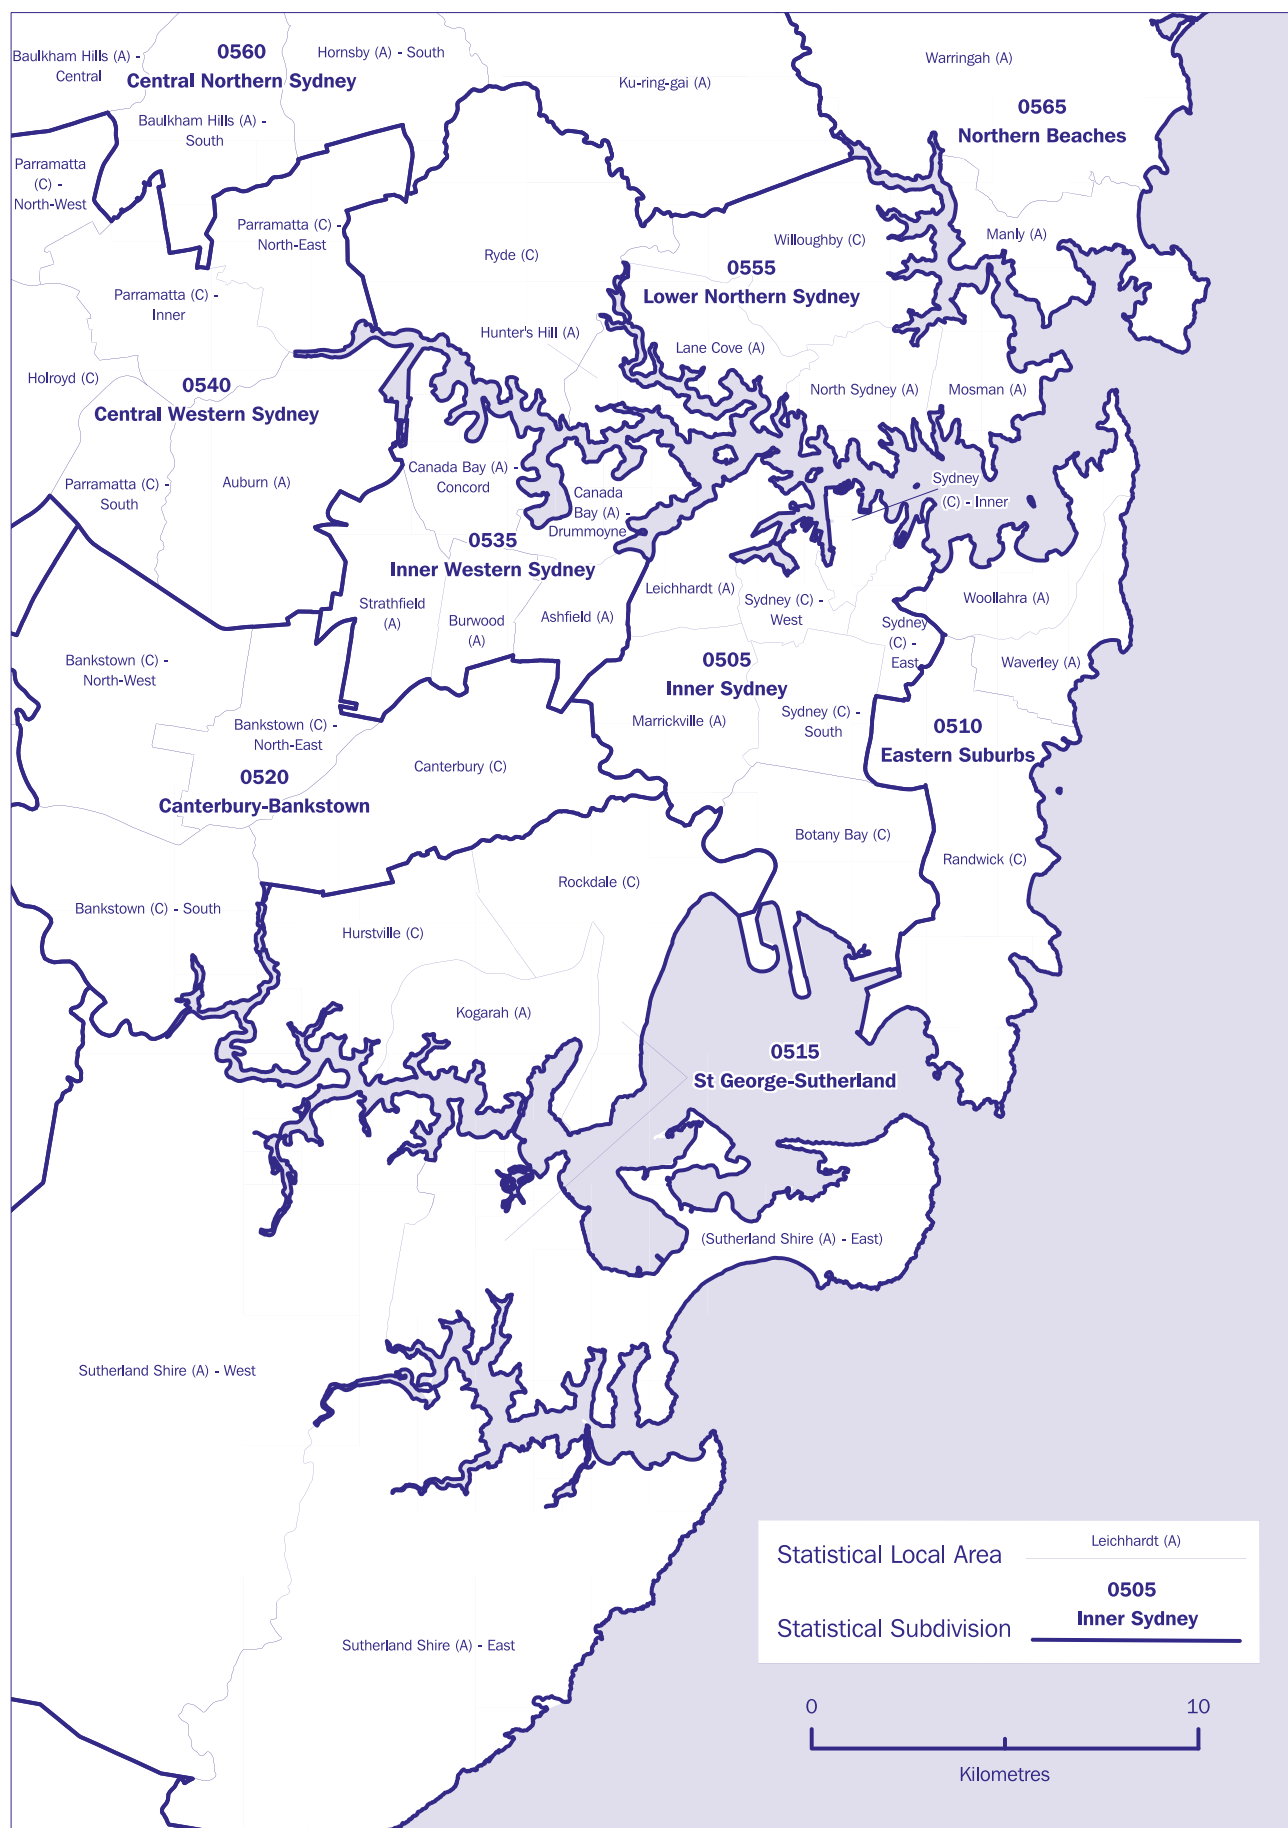 Baulkham Hills (A) -
Central
0560
Central Northern Sydney
Hornsby (A) - South
Ku-ring-gai (A)
Warringah (A)
0565
Northern Beaches
Baulkham Hills (A) -
South
Parramatta
(C) -
North-West
Parramatta (C) -
North-East
Ryde (C)
Willoughby (C)
Manly (A)
0555
Lower Northern Sydney
Parramatta (C) -
Inner
Hunter's Hill (A)
Lane Cove (A)
Holroyd (C)
0540
Central Western Sydney
North Sydney (A)
Mosman (A)
Parramatta (C) -
South
Auburn (A)
Canada Bay (A) -
Concord
Canada
Bay (A) -
Drummoyne
Sydney
(C) - Inner
0535
Inner Western Sydney
Strathfield
(A)
Burwood
(A)
Ashfield (A)
Leichhardt (A)
Sydney (C) -
West
Woollahra (A)
Sydney
(C) -
East
Waverley (A)
Bankstown (C) -
North-West
0505
Inner Sydney
Marrickville (A)
Sydney (C) -
South
0510
Eastern Suburbs
Bankstown (C) -
North-East
0520
Canterbury-Bankstown
Canterbury (C)
Botany Bay (C)
Randwick (C)
Rockdale (C)
Bankstown (C) - South
Hurstville (C)
Kogarah (A)
0515
St George-Sutherland
(Sutherland Shire (A) - East)
Sutherland Shire (A) - West
Sutherland Shire (A) - East
Statistical Local Area
Leichhardt (A)
Statistical Subdivision
0505
Inner Sydney
0 10
Kilometres